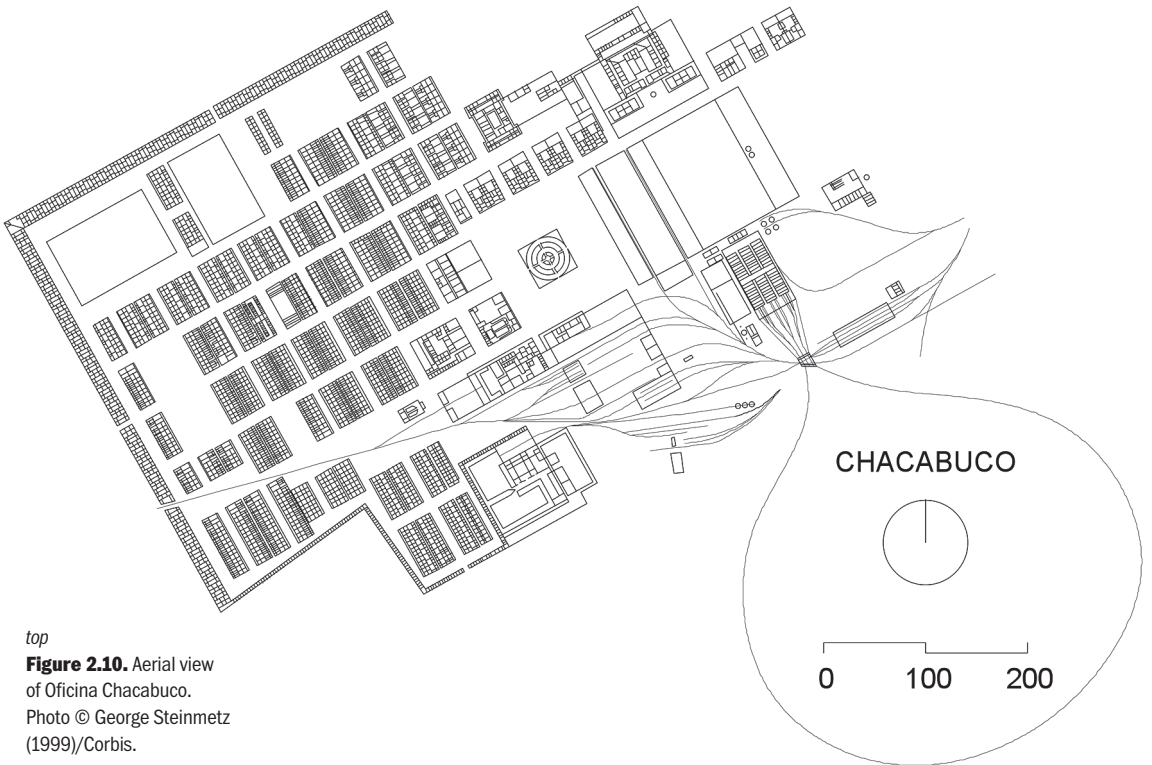 CHACABUCO
0 100 200
top
Figure 2.10. Aerial view
of Oficina Chacabuco.
Photo © George Steinmetz
(1999)/Corbis.